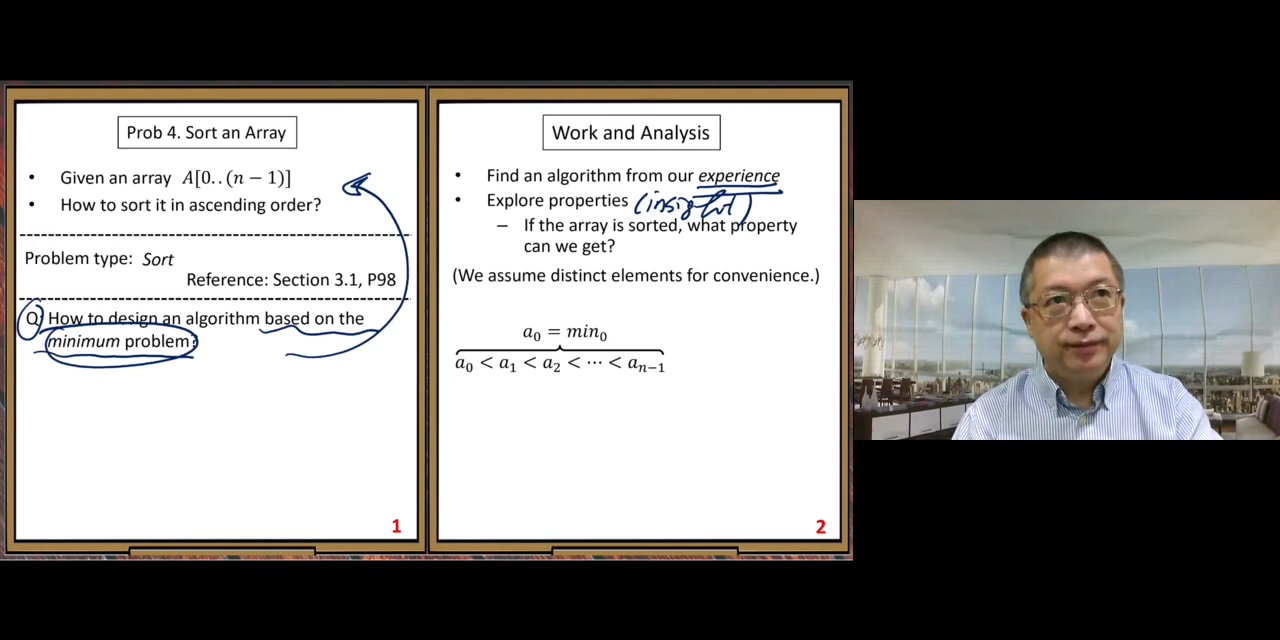 Prob 4. Sort an Array
• Given an array A[0..(n − 1)]
• How to sort it in ascending order?
Problem type: Sort
Reference: Section 3.1, P98
Q: How to design an algorithm based on the
minimum problem?
1
Work and Analysis
• Find an algorithm from our experience
• Explore properties (insight)
– If the array is sorted, what property
can we get?
(We assume distinct elements for convenience.)
a₀ = min₀
a₀ < a₁ < a₂ < ⋯ < aₙ₋₁
2